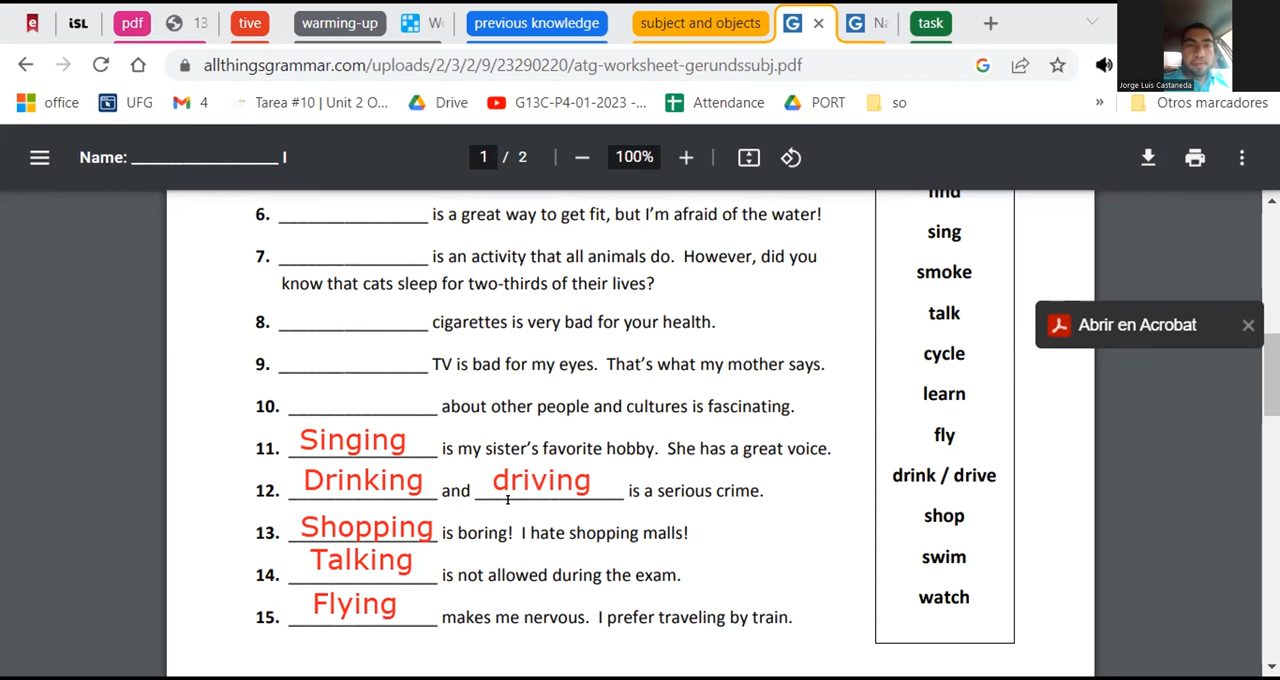 iSL
pdf
13
tive
warming-up
previous knowledge
subject and objects
task
allthingsgrammar.com/uploads/2/3/2/9/23290220/atg-worksheet-gerundssubj.pdf
Jorge Luis Castaneda
office
UFG
4
Tarea #10 | Unit 2 O...
Drive
G13C-P4-01-2023 -...
Attendance
PORT
so
»
Otros marcadores
Name: _________________ I
1 / 2
100%
find
6. ________________ is a great way to get fit, but I'm afraid of the water!
sing
7. ________________ is an activity that all animals do. However, did you
know that cats sleep for two-thirds of their lives?
smoke
8. ________________ cigarettes is very bad for your health.
talk
Abrir en Acrobat
9. ________________ TV is bad for my eyes. That's what my mother says.
cycle
10. ________________ about other people and cultures is fascinating.
learn
11. Singing is my sister's favorite hobby. She has a great voice.
fly
12. Drinking and driving is a serious crime.
drink / drive
13. Shopping is boring! I hate shopping malls!
shop
14. Talking is not allowed during the exam.
swim
15. Flying makes me nervous. I prefer traveling by train.
watch